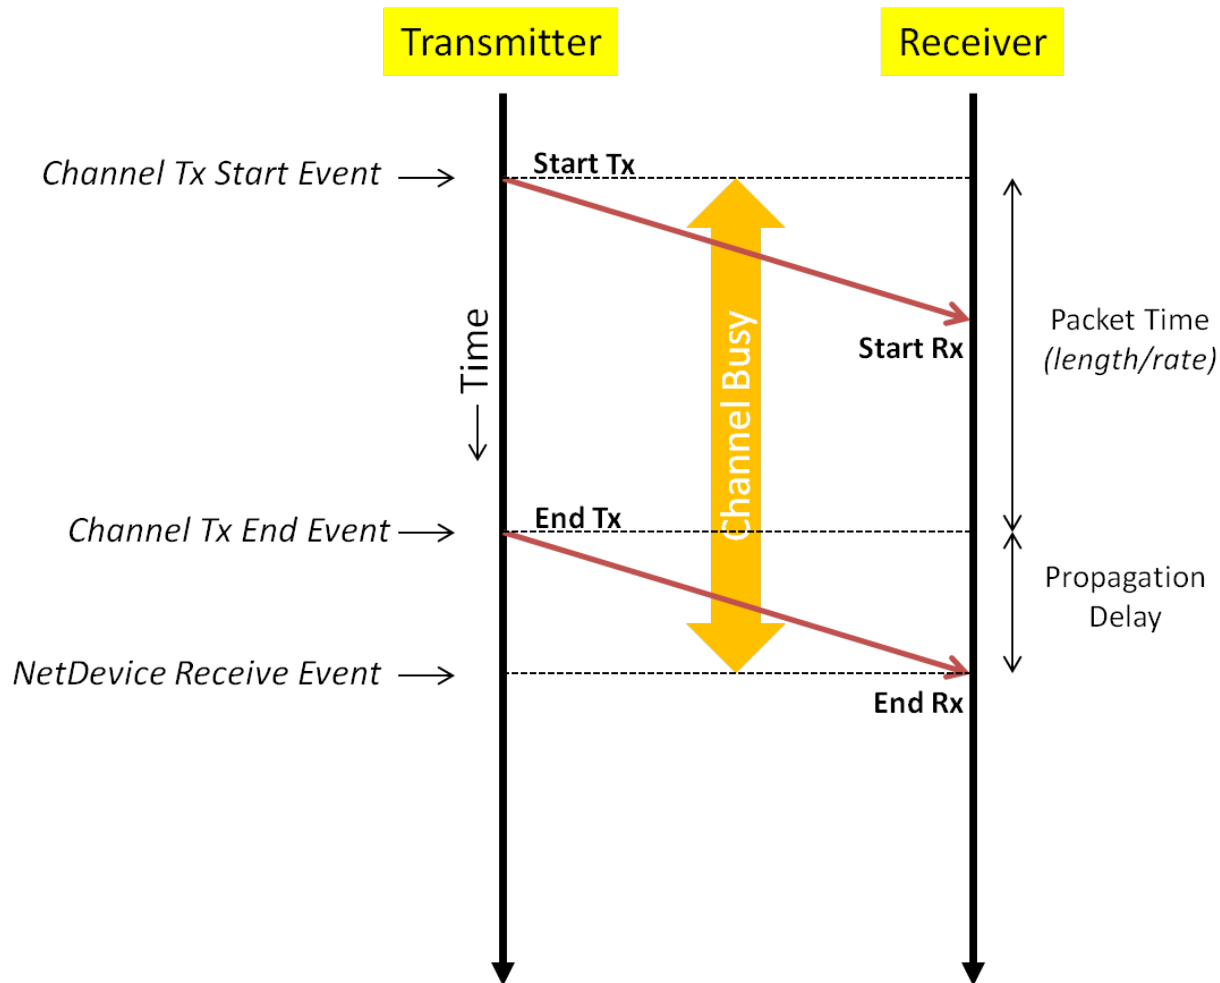 Transmitter
Receiver
Channel Tx Start Event
Start Tx
Time
Channel Busy
Start Rx
Packet Time
(length/rate)
Channel Tx End Event
End Tx
Propagation
Delay
NetDevice Receive Event
End Rx